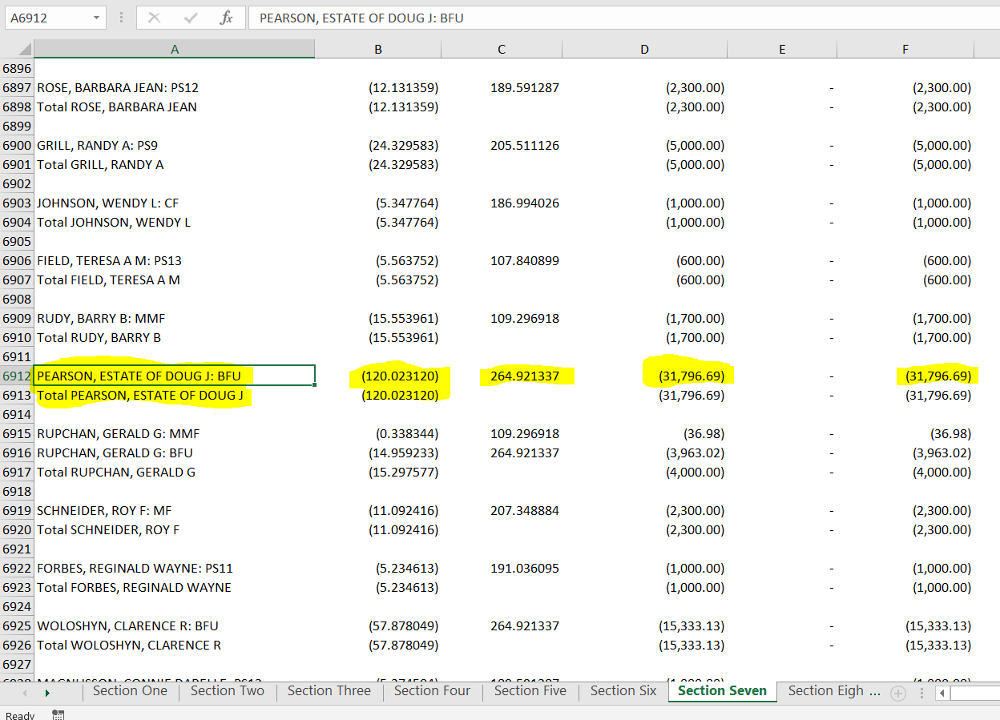 A6912 PEARSON, ESTATE OF DOUG J: BFU
A B C D E F
6896
6897 ROSE, BARBARA JEAN: PS12 (12.131359) 189.591287 (2,300.00) - (2,300.00)
6898 Total ROSE, BARBARA JEAN (12.131359) (2,300.00) - (2,300.00)
6899
6900 GRILL, RANDY A: PS9 (24.329583) 205.511126 (5,000.00) - (5,000.00)
6901 Total GRILL, RANDY A (24.329583) (5,000.00) - (5,000.00)
6902
6903 JOHNSON, WENDY L: CF (5.347764) 186.994026 (1,000.00) - (1,000.00)
6904 Total JOHNSON, WENDY L (5.347764) (1,000.00) - (1,000.00)
6905
6906 FIELD, TERESA A M: PS13 (5.563752) 107.840899 (600.00) - (600.00)
6907 Total FIELD, TERESA A M (5.563752) (600.00) - (600.00)
6908
6909 RUDY, BARRY B: MMF (15.553961) 109.296918 (1,700.00) - (1,700.00)
6910 Total RUDY, BARRY B (15.553961) (1,700.00) - (1,700.00)
6911
6912 PEARSON, ESTATE OF DOUG J: BFU (120.023120) 264.921337 (31,796.69) - (31,796.69)
6913 Total PEARSON, ESTATE OF DOUG J (120.023120) (31,796.69) - (31,796.69)
6914
6915 RUPCHAN, GERALD G: MMF (0.338344) 109.296918 (36.98) - (36.98)
6916 RUPCHAN, GERALD G: BFU (14.959233) 264.921337 (3,963.02) - (3,963.02)
6917 Total RUPCHAN, GERALD G (15.297577) (4,000.00) - (4,000.00)
6918
6919 SCHNEIDER, ROY F: MF (11.092416) 207.348884 (2,300.00) - (2,300.00)
6920 Total SCHNEIDER, ROY F (11.092416) (2,300.00) - (2,300.00)
6921
6922 FORBES, REGINALD WAYNE: PS11 (5.234613) 191.036095 (1,000.00) - (1,000.00)
6923 Total FORBES, REGINALD WAYNE (5.234613) (1,000.00) - (1,000.00)
6924
6925 WOLOSHYN, CLARENCE R: BFU (57.878049) 264.921337 (15,333.13) - (15,333.13)
6926 Total WOLOSHYN, CLARENCE R (57.878049) (15,333.13) - (15,333.13)
6927
Section One Section Two Section Three Section Four Section Five Section Six Section Seven Section Eigh ...
Ready